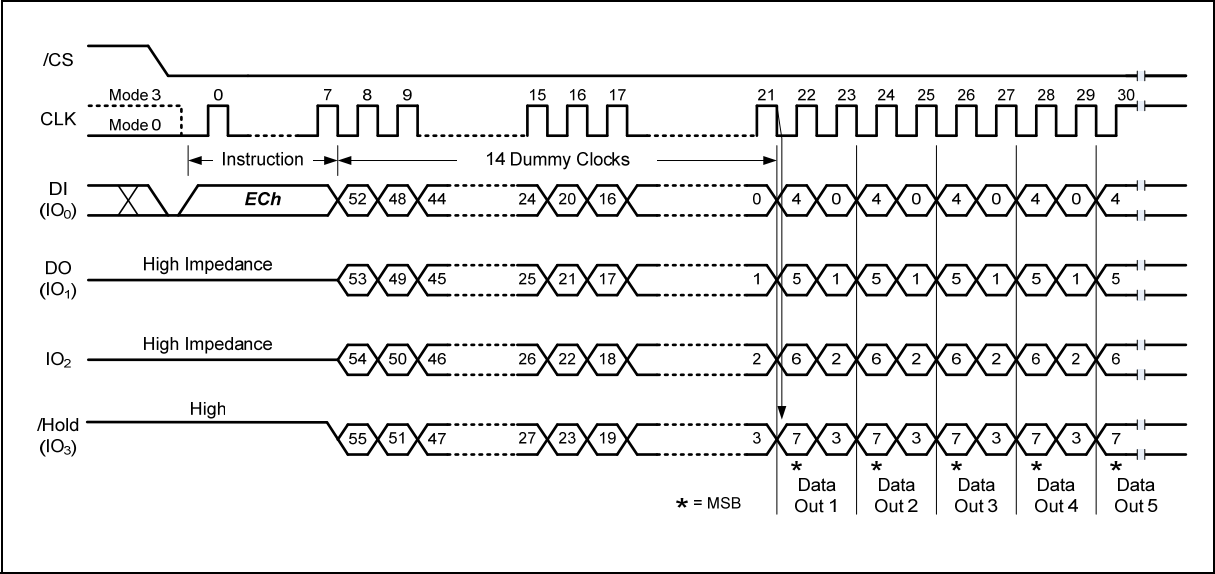 /CS
Mode 3 0 7 8 9 15 16 17 21 22 23 24 25 26 27 28 29 30
CLK
Mode 0
Instruction 14 Dummy Clocks
DI
(IO0)
ECh 52 48 44 24 20 16 0 4 0 4 0 4 0 4 0 4
High Impedance
DO
(IO1)
53 49 45 25 21 17 1 5 1 5 1 5 1 5 1 5
High Impedance
IO2 54 50 46 26 22 18 2 6 2 6 2 6 2 6 2 6
High
/Hold
(IO3)
55 51 47 27 23 19 3 7 3 7 3 7 3 7 3 7
* * * * *
* = MSB
Data
Out 1
Data
Out 2
Data
Out 3
Data
Out 4
Data
Out 5